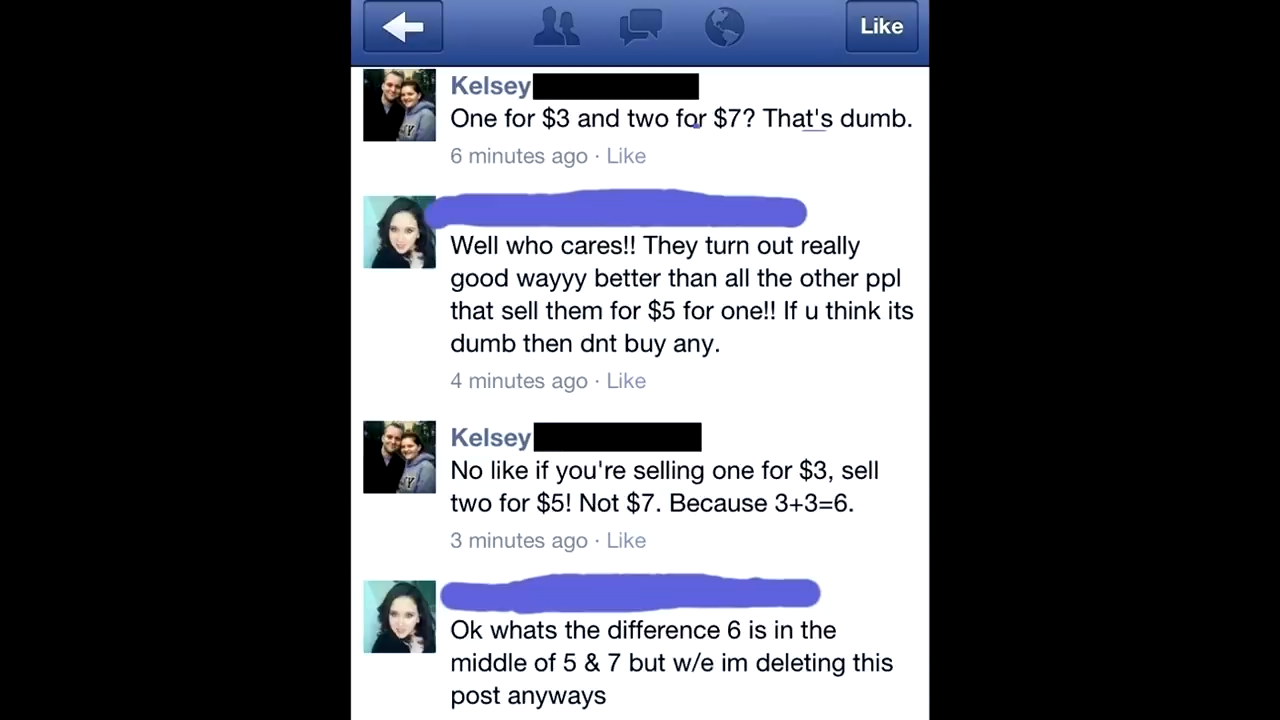 Like
Kelsey
One for $3 and two for $7? That's dumb.
6 minutes ago · Like
Well who cares!! They turn out really
good wayyy better than all the other ppl
that sell them for $5 for one!! If u think its
dumb then dnt buy any.
4 minutes ago · Like
Kelsey
No like if you're selling one for $3, sell
two for $5! Not $7. Because 3+3=6.
3 minutes ago · Like
Ok whats the difference 6 is in the
middle of 5 & 7 but w/e im deleting this
post anyways